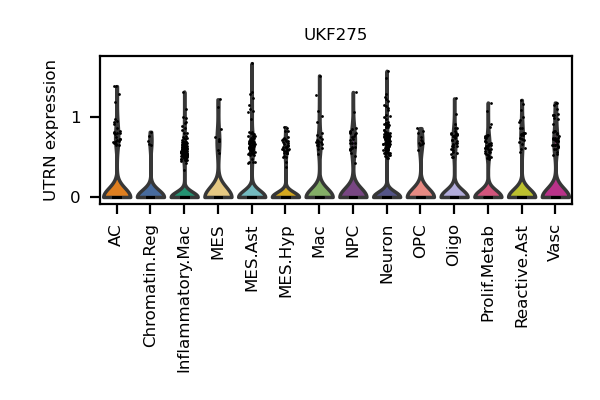 UKF275
UTRN expression
1
0
AC
Chromatin.Reg
Inflammatory.Mac
MES
MES.Ast
MES.Hyp
Mac
NPC
Neuron
OPC
Oligo
Prolif.Metab
Reactive.Ast
Vasc